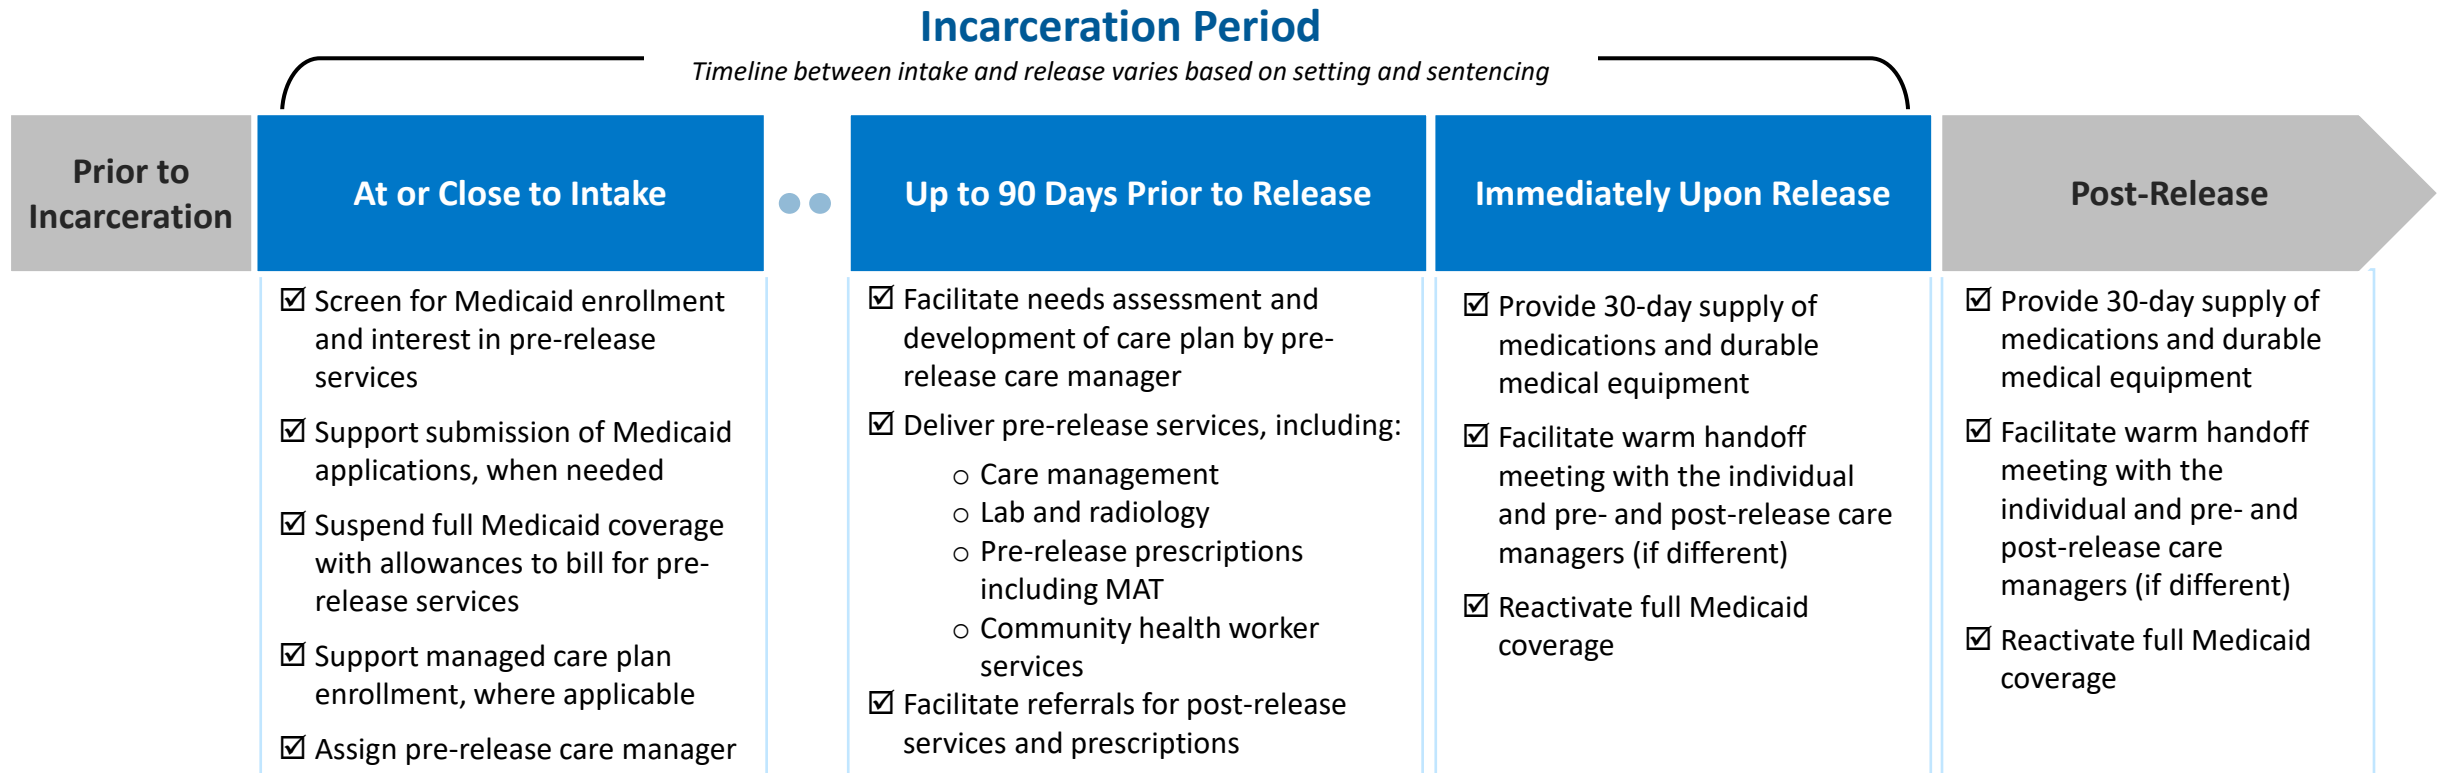 Incarceration Period
Timeline between intake and release varies based on setting and sentencing
Prior to
Incarceration
At or Close to Intake
Up to 90 Days Prior to Release
Immediately Upon Release
Post-Release
☑ Screen for Medicaid enrollment
and interest in pre-release
services
☑ Support submission of Medicaid
applications, when needed
☑ Suspend full Medicaid coverage
with allowances to bill for pre-
release services
☑ Support managed care plan
enrollment, where applicable
☑ Assign pre-release care manager
☑ Facilitate needs assessment and
development of care plan by pre-
release care manager
☑ Deliver pre-release services, including:
o Care management
o Lab and radiology
o Pre-release prescriptions
including MAT
o Community health worker
services
☑ Facilitate referrals for post-release
services and prescriptions
☑ Provide 30-day supply of
medications and durable
medical equipment
☑ Facilitate warm handoff
meeting with the individual
and pre- and post-release care
managers (if different)
☑ Reactivate full Medicaid
coverage
☑ Provide 30-day supply of
medications and durable
medical equipment
☑ Facilitate warm handoff
meeting with the
individual and pre- and
post-release care
managers (if different)
☑ Reactivate full Medicaid
coverage